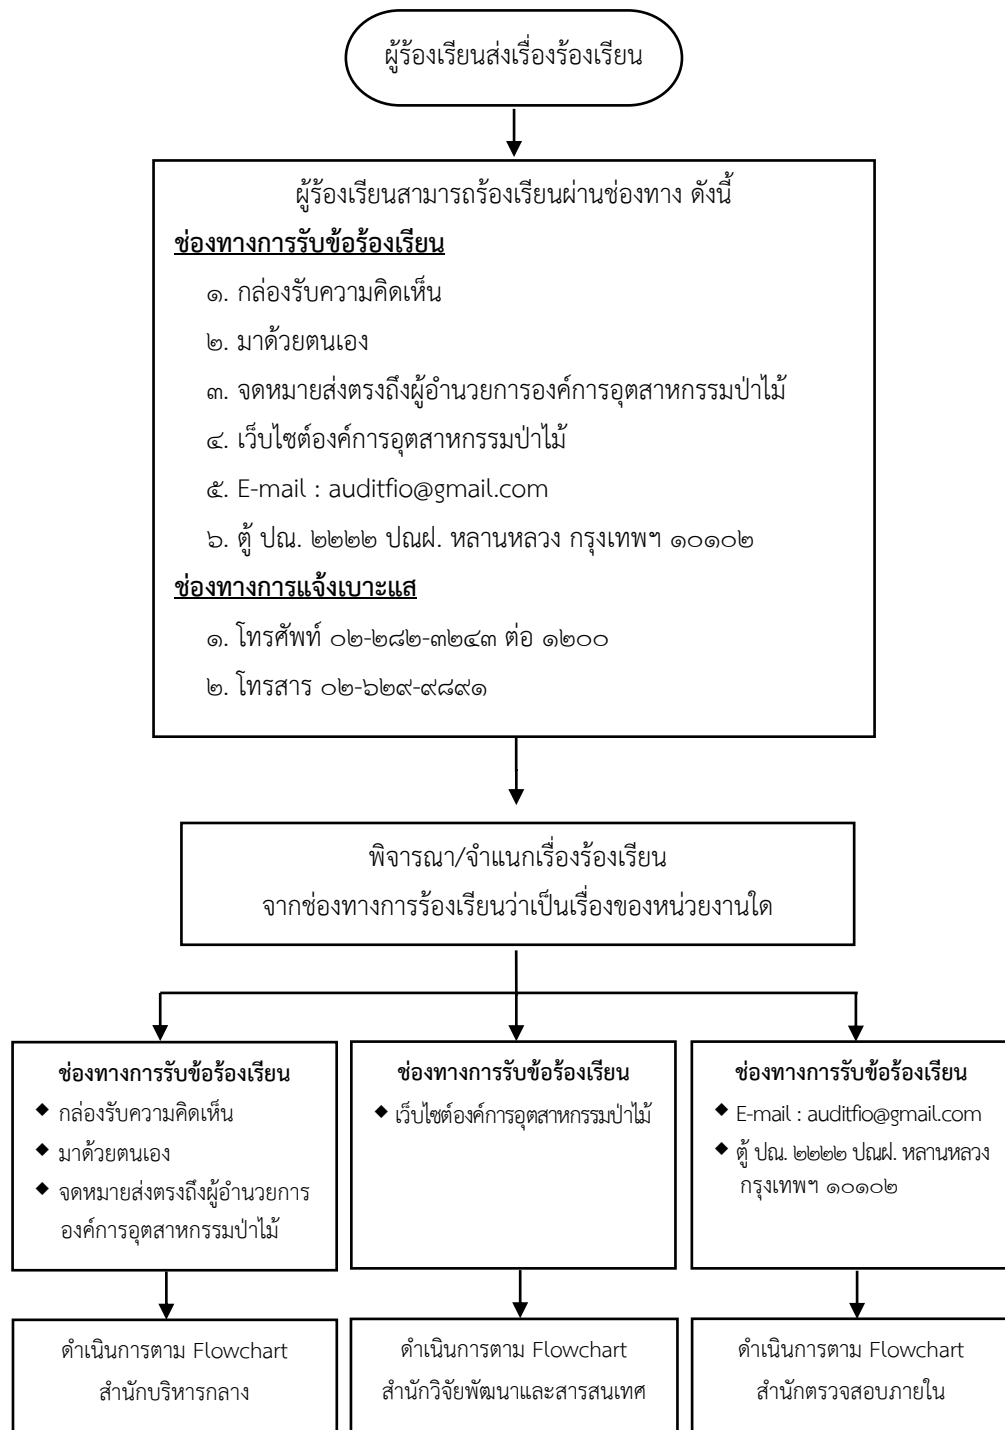 ผู้ร้องเรียนส่งเรื่องร้องเรียน
ผู้ร้องเรียนสามารถร้องเรียนผ่านช่องทาง ดังนี้
ช่องทางการรับข้อร้องเรียน
๑. กล่องรับความคิดเห็น
๒. มาด้วยตนเอง
๓. จดหมายส่งตรงถึงผู้อำนวยการองค์การอุตสาหกรรมป่าไม้
๔. เว็บไซต์องค์การอุตสาหกรรมป่าไม้
๕. E-mail : auditfio@gmail.com
๖. ตู้ ปณ. ๒๒๒๒ ปณฝ. หลานหลวง กรุงเทพฯ ๑๐๑๐๒
ช่องทางการแจ้งเบาะแส
๑. โทรศัพท์ ๐๒-๒๘๒-๓๒๔๓ ต่อ ๑๒๐๐
๒. โทรสาร ๐๒-๖๒๙-๙๘๙๑
พิจารณา/จำแนกเรื่องร้องเรียน
จากช่องทางการร้องเรียนว่าเป็นเรื่องของหน่วยงานใด
ช่องทางการรับข้อร้องเรียน
◆ กล่องรับความคิดเห็น
◆ มาด้วยตนเอง
◆ จดหมายส่งตรงถึงผู้อำนวยการ
องค์การอุตสาหกรรมป่าไม้
ช่องทางการรับข้อร้องเรียน
◆ เว็บไซต์องค์การอุตสาหกรรมป่าไม้
ช่องทางการรับข้อร้องเรียน
◆ E-mail : auditfio@gmail.com
◆ ตู้ ปณ. ๒๒๒๒ ปณฝ. หลานหลวง
กรุงเทพฯ ๑๐๑๐๒
ดำเนินการตาม Flowchart
สำนักบริหารกลาง
ดำเนินการตาม Flowchart
สำนักวิจัยพัฒนาและสารสนเทศ
ดำเนินการตาม Flowchart
สำนักตรวจสอบภายใน